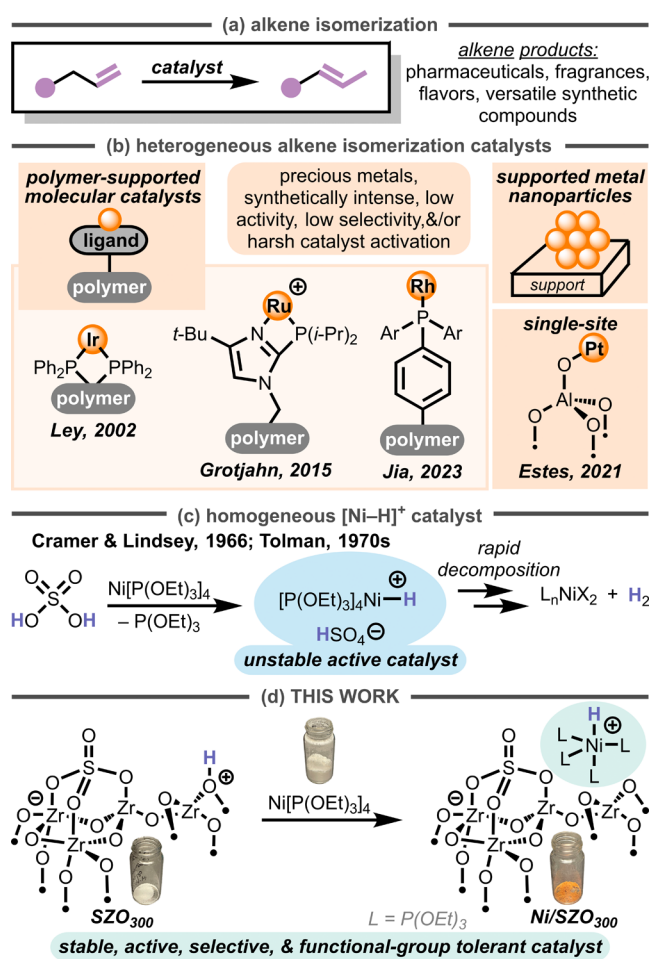 (a) alkene isomerization
catalyst
alkene products:
pharmaceuticals, fragrances,
flavors, versatile synthetic
compounds
(b) heterogeneous alkene isomerization catalysts
polymer-supported
molecular catalysts
ligand
polymer
precious metals,
synthetically intense, low
activity, low selectivity,&/or
harsh catalyst activation
supported metal
nanoparticles
support
Ir
Ph2P PPh2
polymer
Ley, 2002
Ru ⊕
t-Bu N P(i-Pr)2
N
polymer
Grotjahn, 2015
Rh
P
Ar Ar
polymer
Jia, 2023
single-site
Pt
O
Al
O O O
Estes, 2021
(c) homogeneous [Ni–H]+ catalyst
Cramer & Lindsey, 1966; Tolman, 1970s
O O
S
HO OH
Ni[P(OEt)3]4
– P(OEt)3
⊕
[P(OEt)3]4Ni–H
HSO4⊖
unstable active catalyst
rapid
decomposition
LnNiX2 + H2
(d) THIS WORK
O
S
O O
H
O ⊕
⊖ Zr Zr Zr
O O O O O O
Zr
O O O
SZO300
Ni[P(OEt)3]4
H ⊕
L Ni L
L L
O
S
O O
⊖ Zr Zr Zr
O O O O O O
Zr
O O O
L = P(OEt)3
Ni/SZO300
stable, active, selective, & functional-group tolerant catalyst